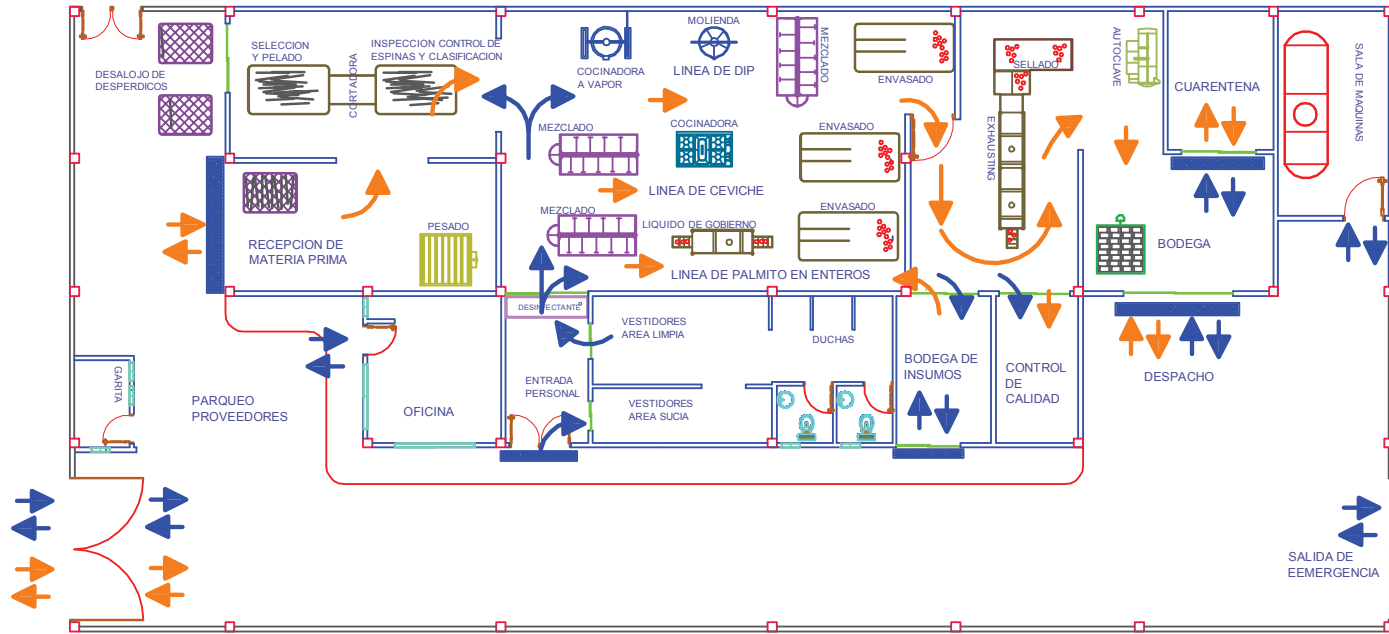 DESALOJO DE
DESPERDICOS
SELECCION
Y PELADO
CORTADORA
INSPECCION CONTROL DE
ESPINAS Y CLASIFICACION
COCINADORA
A VAPOR
MOLIENDA
LINEA DE DIP
MEZCLADO
ENVASADO
SELLADO
EXHAUSTING
AUTOCLAVE
CUARENTENA
SALA DE MAQUINAS
MEZCLADO
COCINADORA
ENVASADO
LINEA DE CEVICHE
RECEPCION DE
MATERIA PRIMA
PESADO
MEZCLADO
LIQUIDO DE GOBIERNO
ENVASADO
LINEA DE PALMITO EN ENTEROS
BODEGA
DESINFECTANTE
VESTIDORES
AREA LIMPIA
DUCHAS
GARITA
PARQUEO
PROVEEDORES
OFICINA
ENTRADA
PERSONAL
VESTIDORES
AREA SUCIA
BODEGA DE
INSUMOS
CONTROL
DE
CALIDAD
DESPACHO
SALIDA DE
EEMERGENCIA